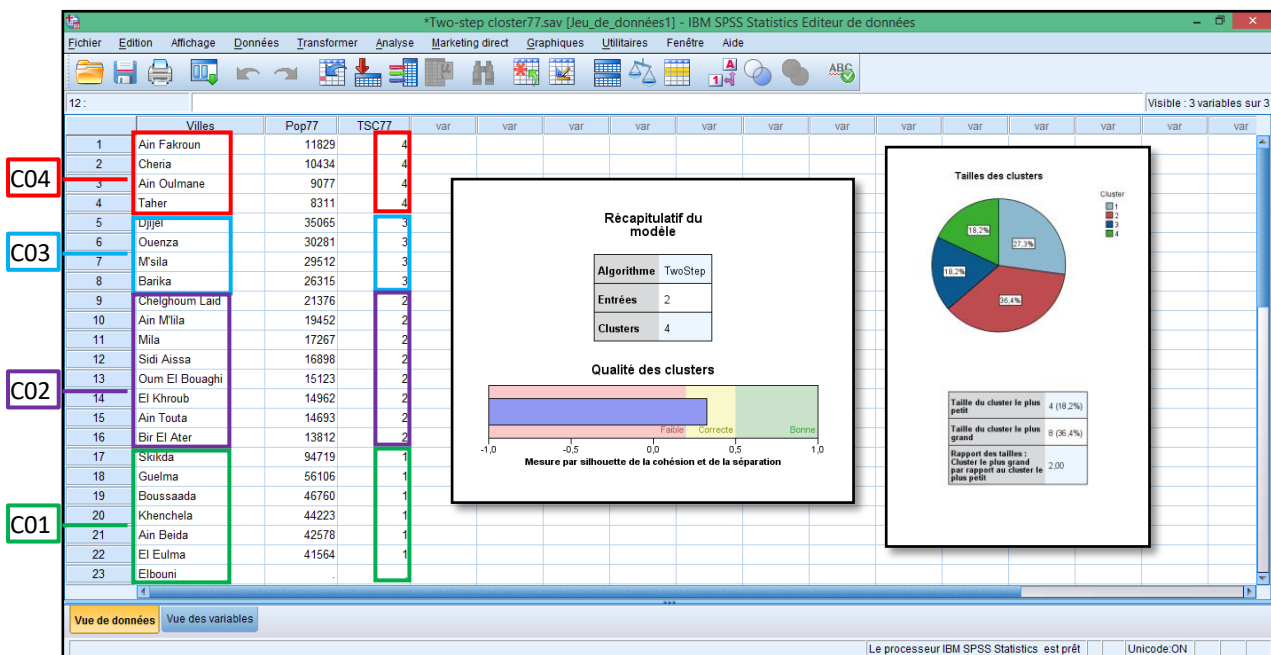 *Two-step closter77.sav [Jeu_de_données1] - IBM SPSS Statistics Editeur de données
Fichier Edition Affichage Données Transformer Analyse Marketing direct Graphiques Utilitaires Fenêtre Aide
12 :
Visible : 3 variables sur 3
Villes Pop77 TSC77 var var var var var var var var var var var var var
1 Ain Fakroun 11829 4
2 Cheria 10434 4
3 Ain Oulmane 9077 4
4 Taher 8311 4
5 Djijel 35065 3
6 Ouenza 30281 3
7 M'sila 29512 3
8 Barika 26315 3
9 Chelghoum Laid 21376 2
10 Ain M'lila 19452 2
11 Mila 17267 2
12 Sidi Aissa 16898 2
13 Oum El Bouaghi 15123 2
14 El Khroub 14962 2
15 Ain Touta 14693 2
16 Bir El Ater 13812 2
17 Skikda 94719 1
18 Guelma 56106 1
19 Boussaada 46760 1
20 Khenchela 44223 1
21 Ain Beida 42578 1
22 El Eulma 41564 1
23 Elbouni .
C04
C03
C02
C01
Récapitulatif du
modèle
Algorithme TwoStep
Entrées 2
Clusters 4
Qualité des clusters
Faible Correcte Bonne
-1,0 -0,5 0,0 0,5 1,0
Mesure par silhouette de la cohésion et de la séparation
Tailles des clusters
Cluster
1
2
3
4
18,2%
27,3%
18,2%
36,4%
Taille du cluster le plus
petit
4 (18.2%)
Taille du cluster le plus
grand
8 (36,4%)
Rapport des tailles :
Cluster le plus grand
par rapport au cluster le
plus petit
2,00
Vue de données Vue des variables
Le processeur IBM SPSS Statistics est prêt Unicode:ON